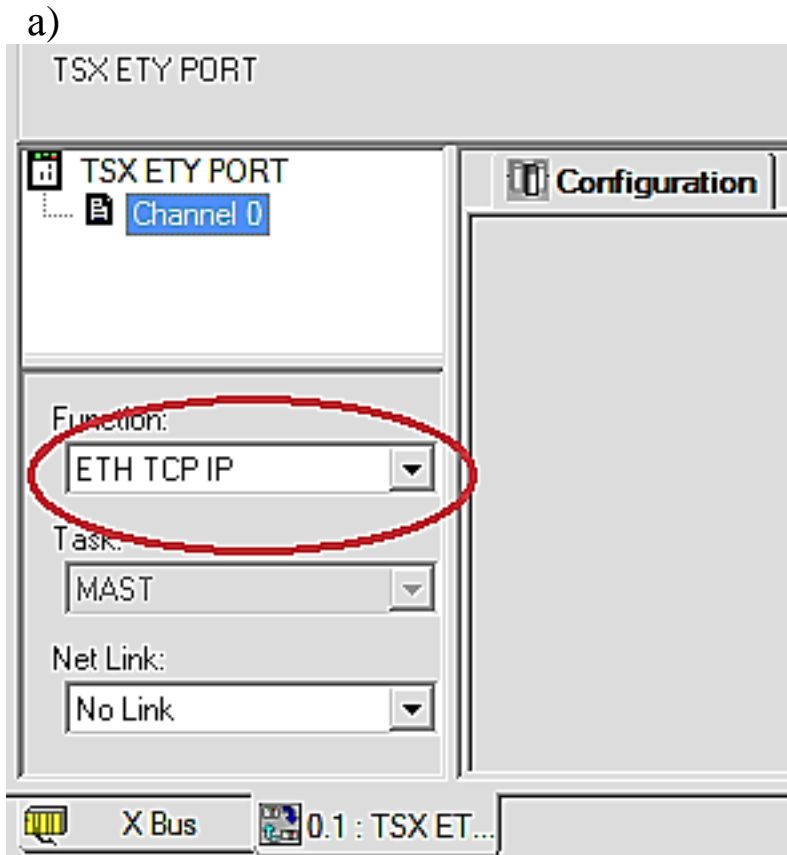 a)
TSX ETY PORT
TSX ETY PORT
Channel 0
Configuration
Function:
ETH TCP IP
Task:
MAST
Net Link:
No Link
X Bus
0.1 : TSX ET...